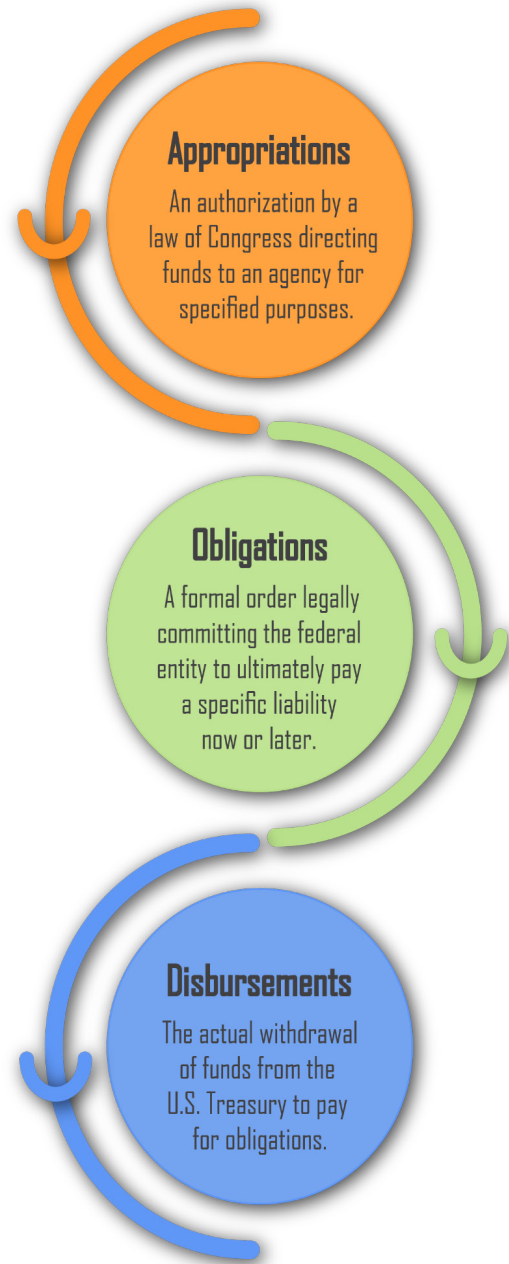 Appropriations
An authorization by a
law of Congress directing
funds to an agency for
specified purposes.
Obligations
A formal order legally
committing the federal
entity to ultimately pay
a specific liability
now or later.
Disbursements
The actual withdrawal
of funds from the
U.S. Treasury to pay
for obligations.